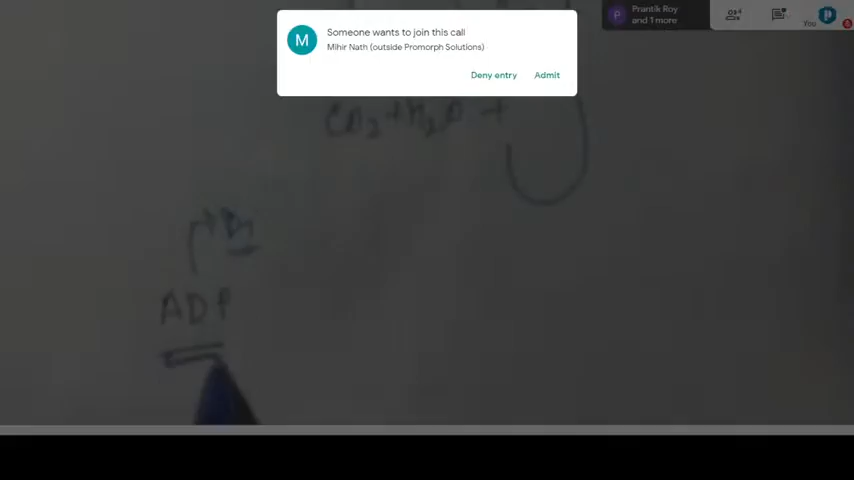 Someone wants to join this call
Mihir Nath (outside Promorph Solutions)
Deny entry
Admit
Prantik Roy
and 1 more
You
CO2+H2O +
ADP